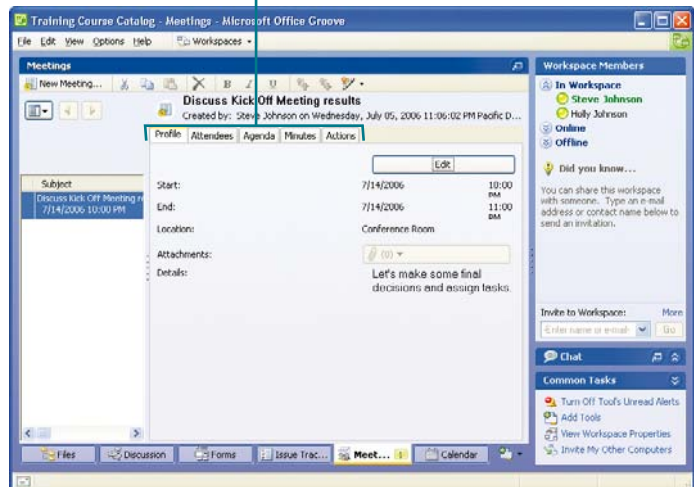 Training Course Catalog - Meetings - Microsoft Office Groove
File Edit View Options Help Workspaces
Meetings
New Meeting... B I U
Discuss Kick Off Meeting results
Created by: Steve Johnson on Wednesday, July 05, 2006 11:06:02 PM Pacific D...
Profile Attendees Agenda Minutes Actions
Edit
Subject
Discuss Kick Off Meeting r
7/14/2006 10:00 PM
Start: 7/14/2006 10:00 PM
End: 7/14/2006 11:00 PM
Location: Conference Room
Attachments: (0)
Details: Let's make some final
decisions and assign tasks.
Workspace Members
In Workspace
Steve Johnson
Holly Johnson
Online
Offline
Did you know...
You can share this workspace
with someone. Type an e-mail
address or contact name below to
send an invitation.
Invite to Workspace: More
Enter name or e-mail Go
Chat
Common Tasks
Turn Off Tool's Unread Alerts
Add Tools
View Workspace Properties
Invite My Other Computers
Files Discussion Forms Issue Trac... Meet... Calendar